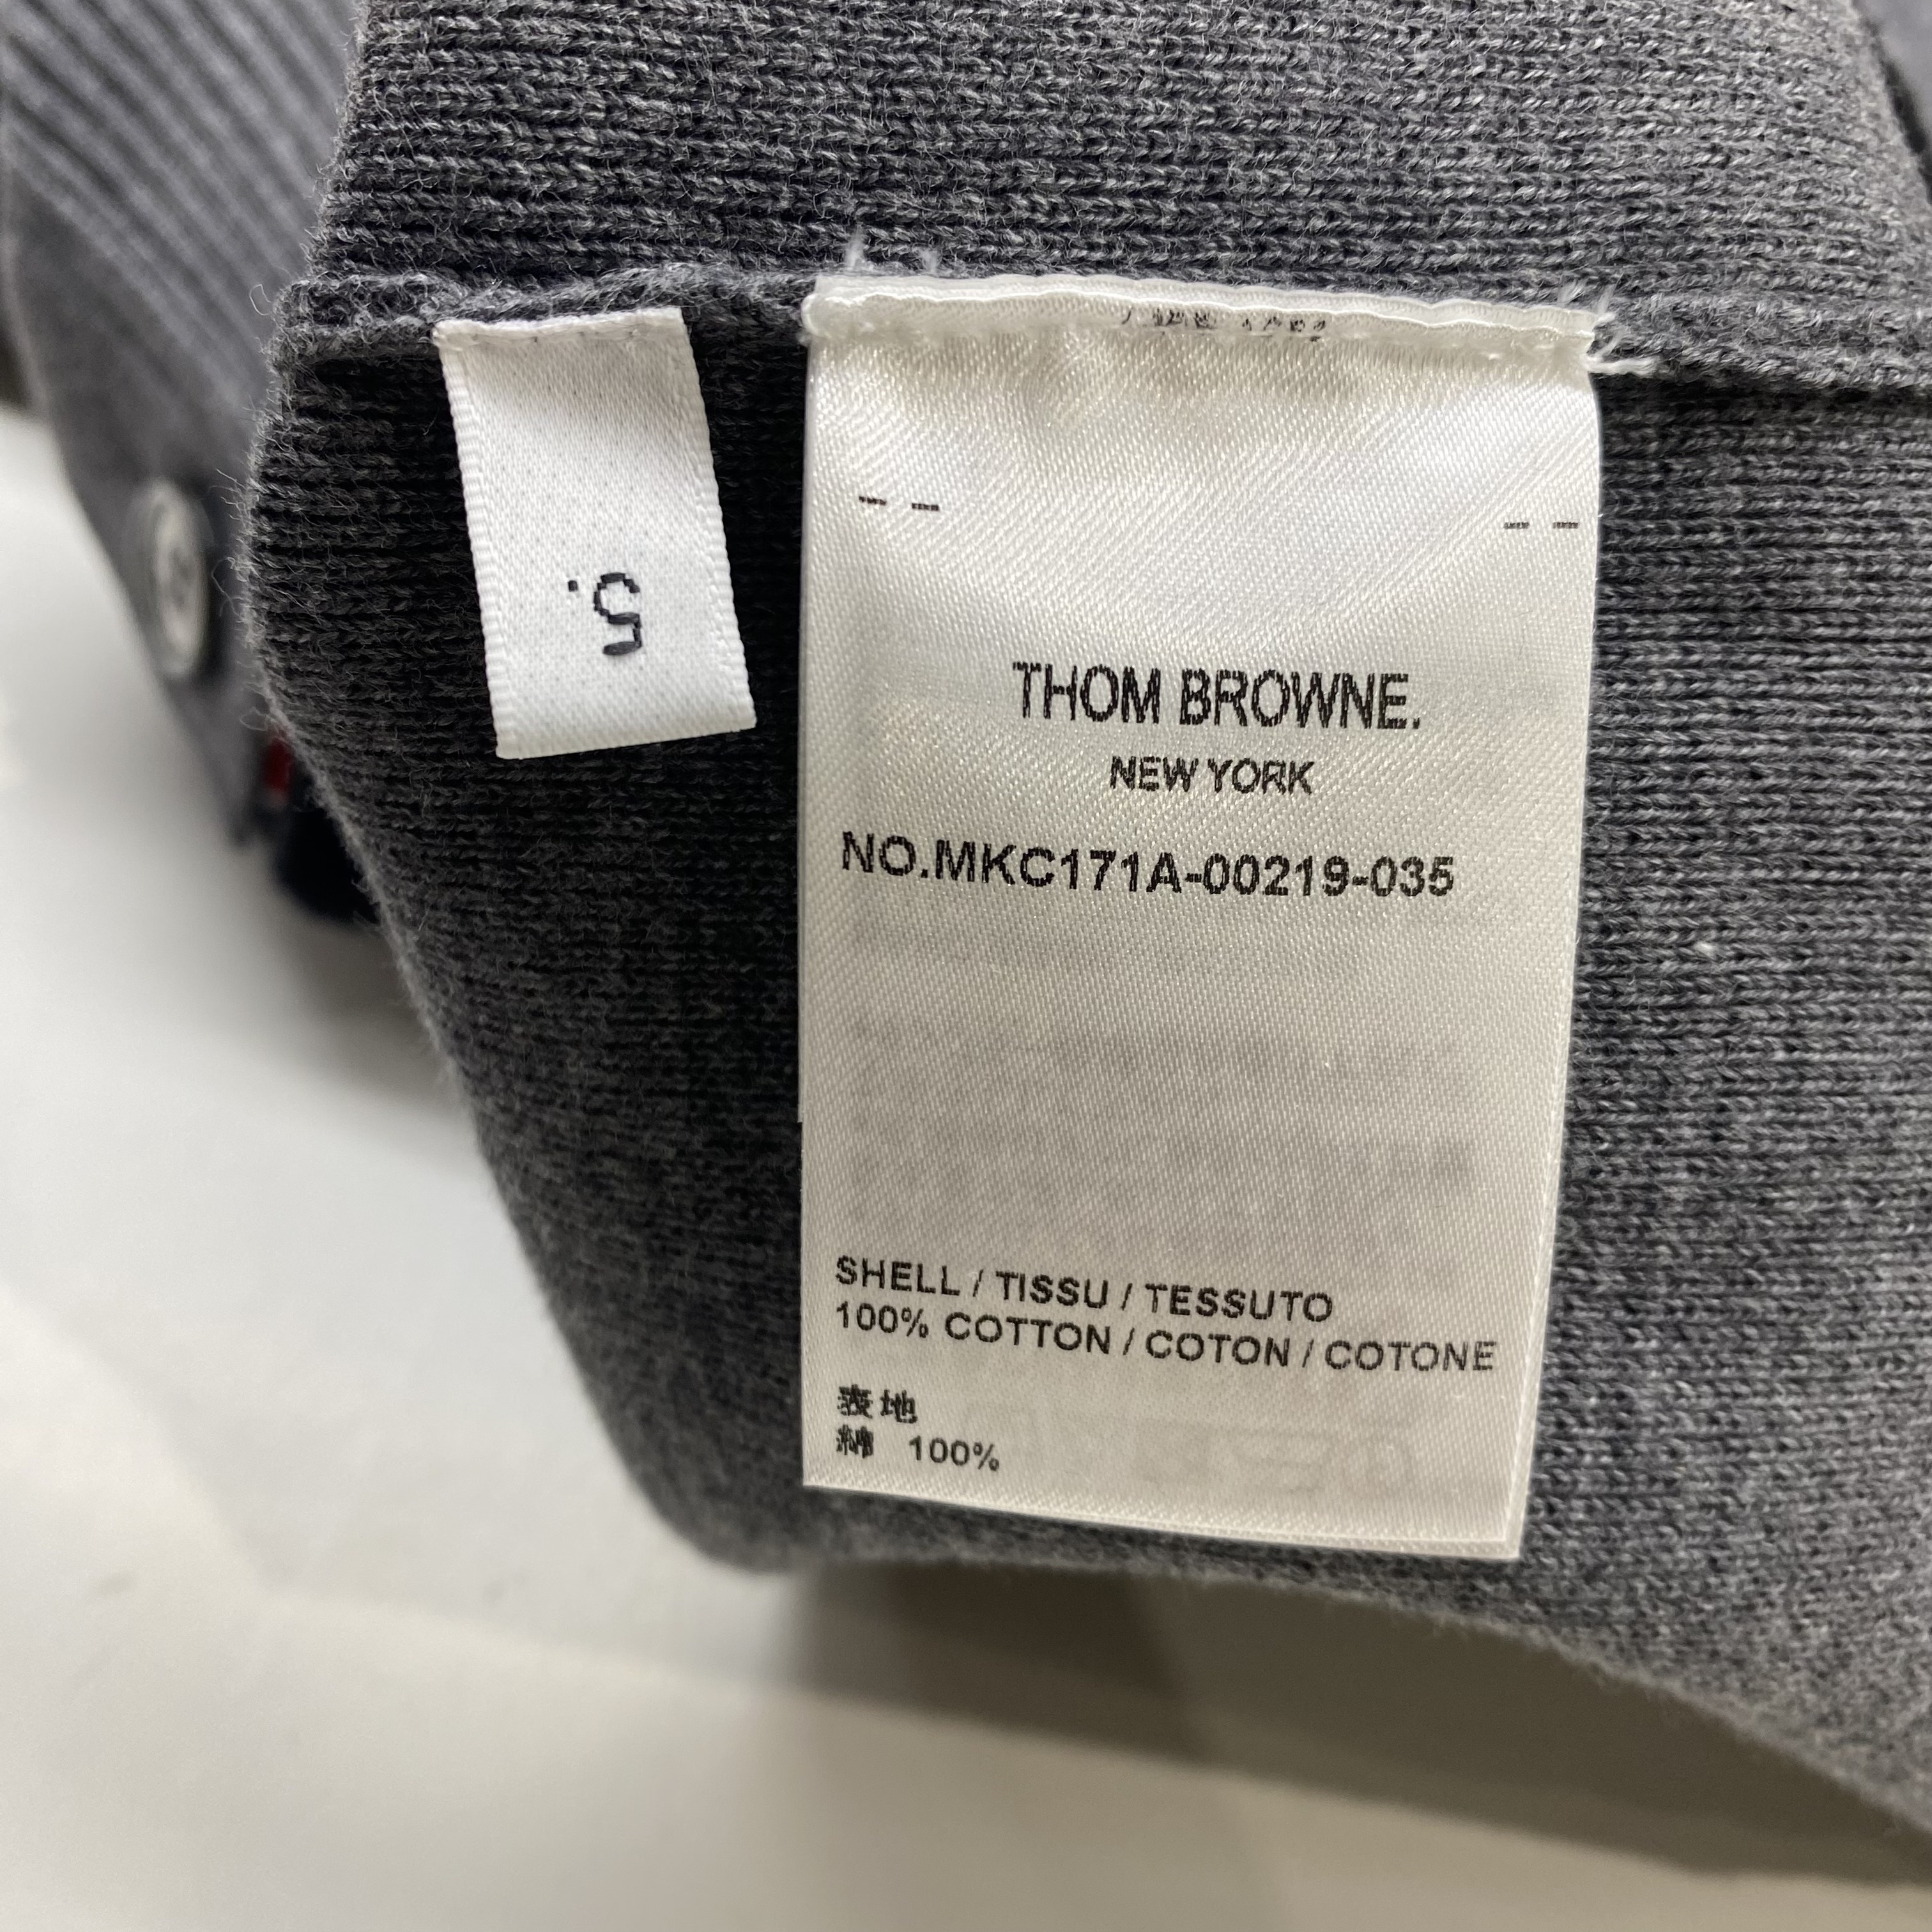 5.
THOM BROWNE.
NEW YORK
NO.MKC171A-00219-035
SHELL / TISSU / TESSUTO
100% COTTON / COTON / COTONE
表地
綿 100%